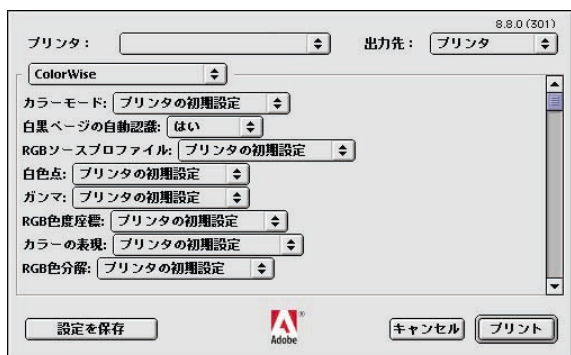 8.8.0 (301)
プリンタ： 出力先： プリンタ
ColorWise
カラーモード: プリンタの初期設定
白黒ページの自動認識: はい
RGBソースプロファイル: プリンタの初期設定
白色点: プリンタの初期設定
ガンマ: プリンタの初期設定
RGB色度座標: プリンタの初期設定
カラーの表現: プリンタの初期設定
RGB色分解: プリンタの初期設定
設定を保存 Adobe キャンセル プリント